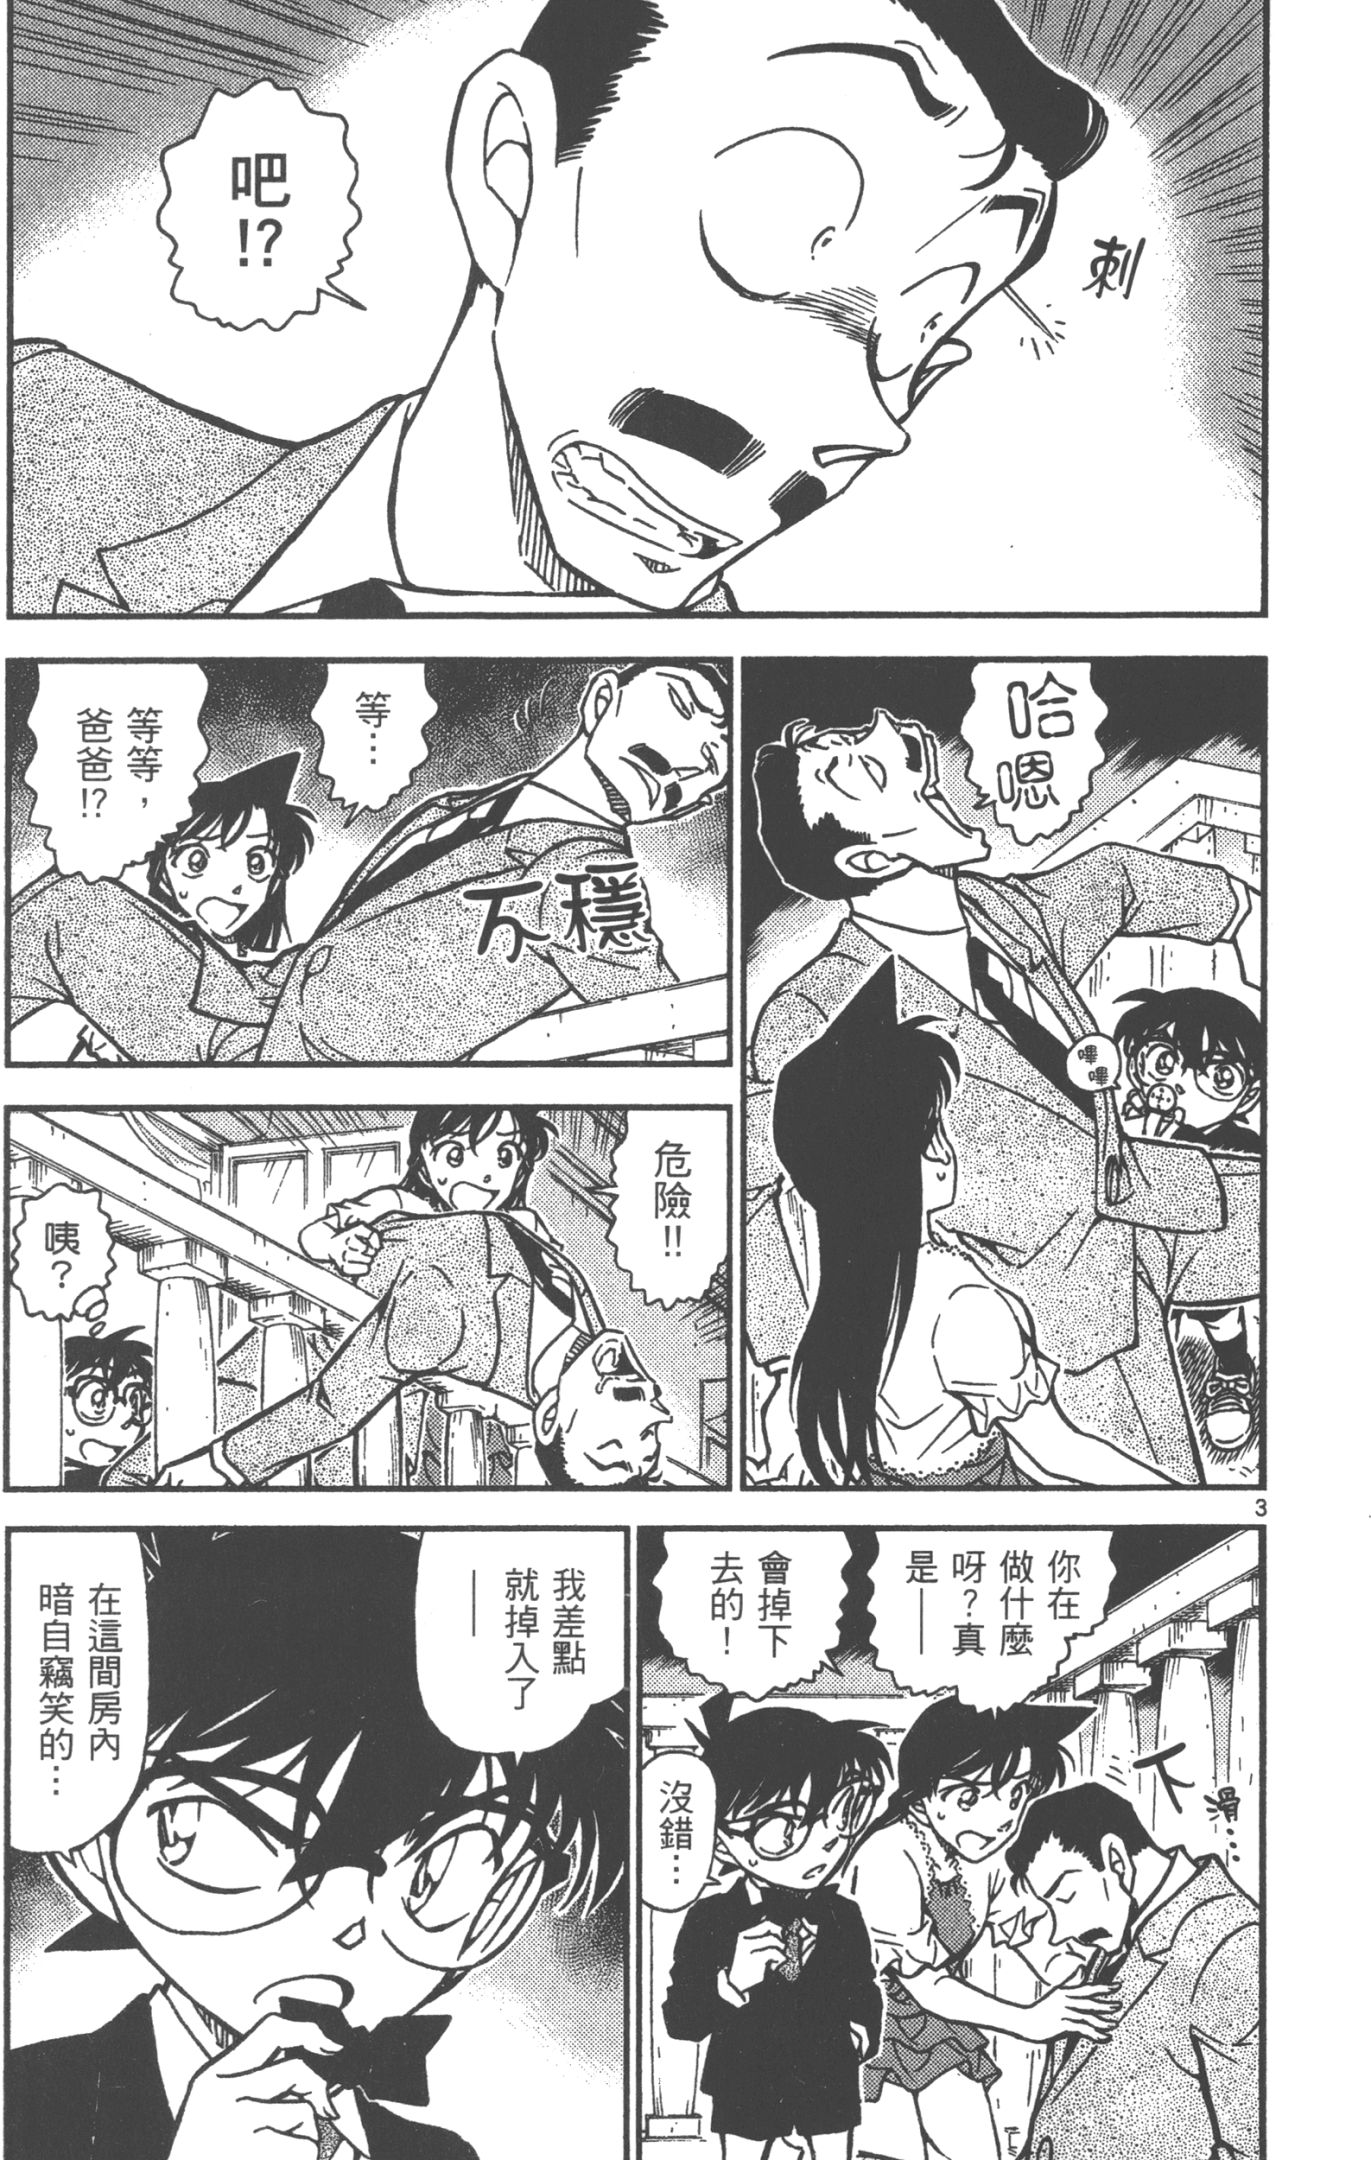 吧!?
刺
哈
嗯
嗶
嗶
等…
等等，
爸爸!?
不穩
危
險!!
咦？
3
你在
做什麼
呀？真
是──
會掉下
去的！
下
滑…
沒錯…
我差點
就掉入了
──
在這間房內
暗自竊笑的…